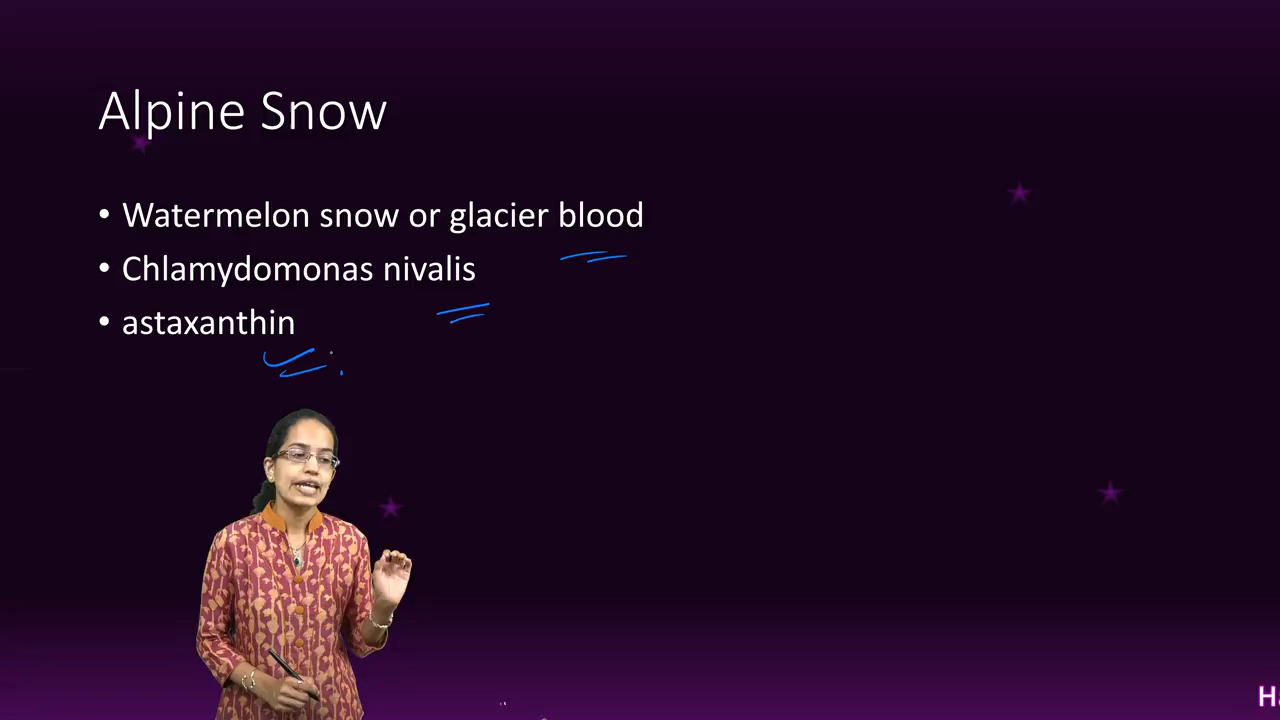 Alpine Snow
• Watermelon snow or glacier blood
• Chlamydomonas nivalis
• astaxanthin